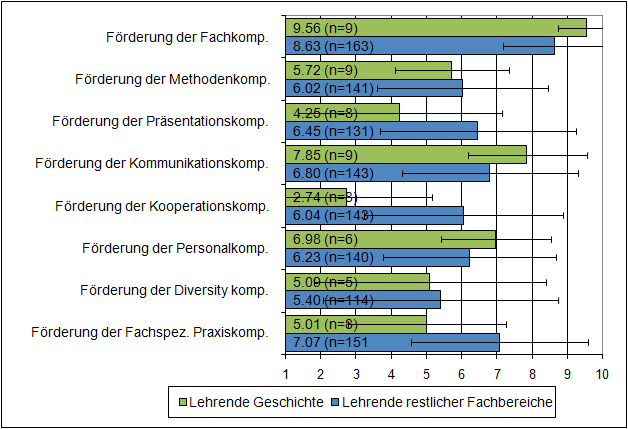 Förderung der Fachkomp.
9.56 (n=9)
8.63 (n=163)
Förderung der Methodenkomp.
5.72 (n=9)
6.02 (n=141)
Förderung der Präsentationskomp.
4.25 (n=8)
6.45 (n=131)
Förderung der Kommunikationskomp.
7.85 (n=9)
6.80 (n=143)
Förderung der Kooperationskomp.
2.74 (n=8)
6.04 (n=143)
Förderung der Personalkomp.
6.98 (n=6)
6.23 (n=140)
Förderung der Diversity komp.
5.09 (n=5)
5.40 (n=114)
Förderung der Fachspez. Praxiskomp.
5.01 (n=8)
7.07 (n=151
1 2 3 4 5 6 7 8 9 10
Lehrende Geschichte Lehrende restlicher Fachbereiche